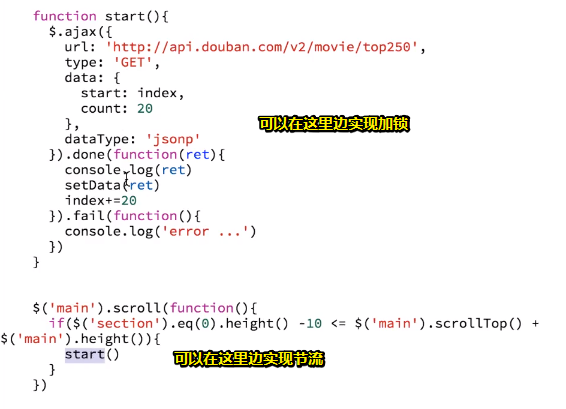 function start(){
$.ajax({
url: 'http://api.douban.com/v2/movie/top250',
type: 'GET',
data: {
start: index,
count: 20
},
可以在这里边实现加锁
dataType: 'jsonp'
}).done(function(ret){
console.log(ret)
setData(ret)
index+=20
}).fail(function(){
console.log('error ...')
})
}
$('main').scroll(function(){
if($('section').eq(0).height() -10 <= $('main').scrollTop() +
$('main').height()){
start()
可以在这里边实现节流
}
})